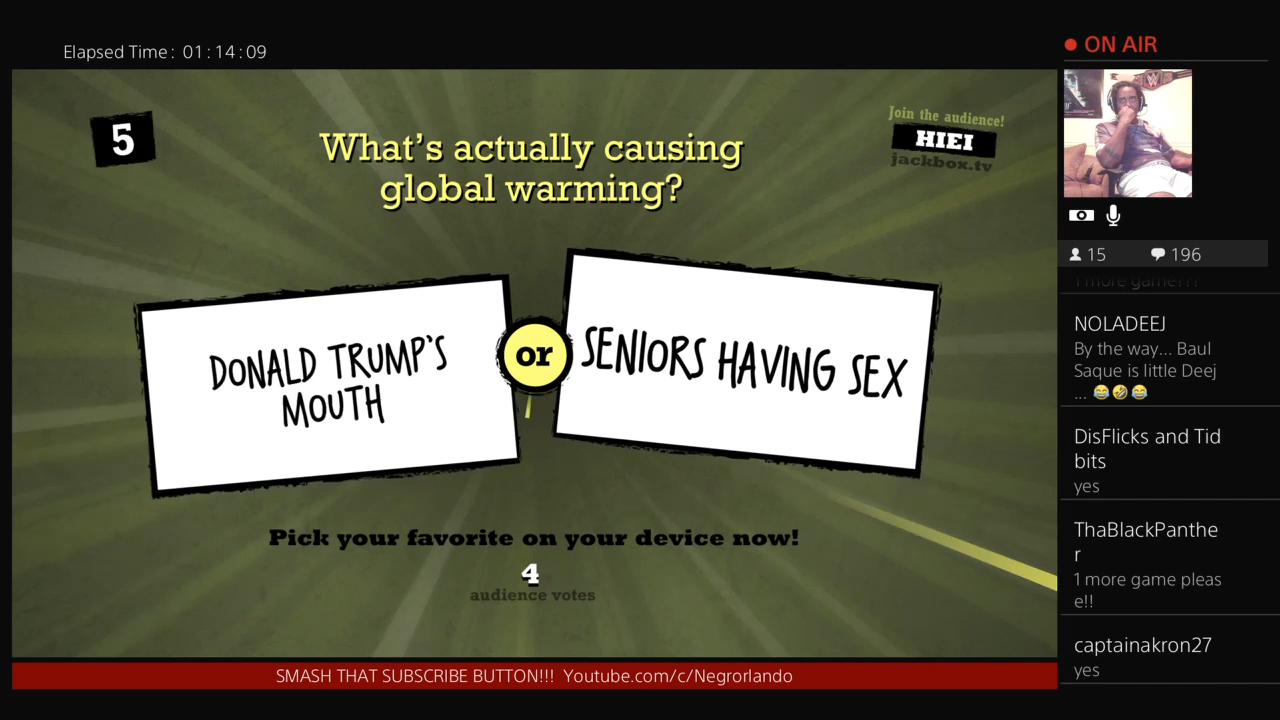 Elapsed Time: 01:14:09
ON AIR
5
What's actually causing
global warming?
Join the audience!
HIEI
jackbox.tv
DONALD TRUMP'S
MOUTH
or
SENIORS HAVING SEX
Pick your favorite on your device now!
4
audience votes
SMASH THAT SUBSCRIBE BUTTON!!! Youtube.com/c/Negrorlando
15
196
1 more game???
NOLADEEJ
By the way... Baul
Saque is little Deej
... 😂🤣😂
DisFlicks and Tid
bits
yes
ThaBlackPanthe
r
1 more game pleas
e!!
captainakron27
yes